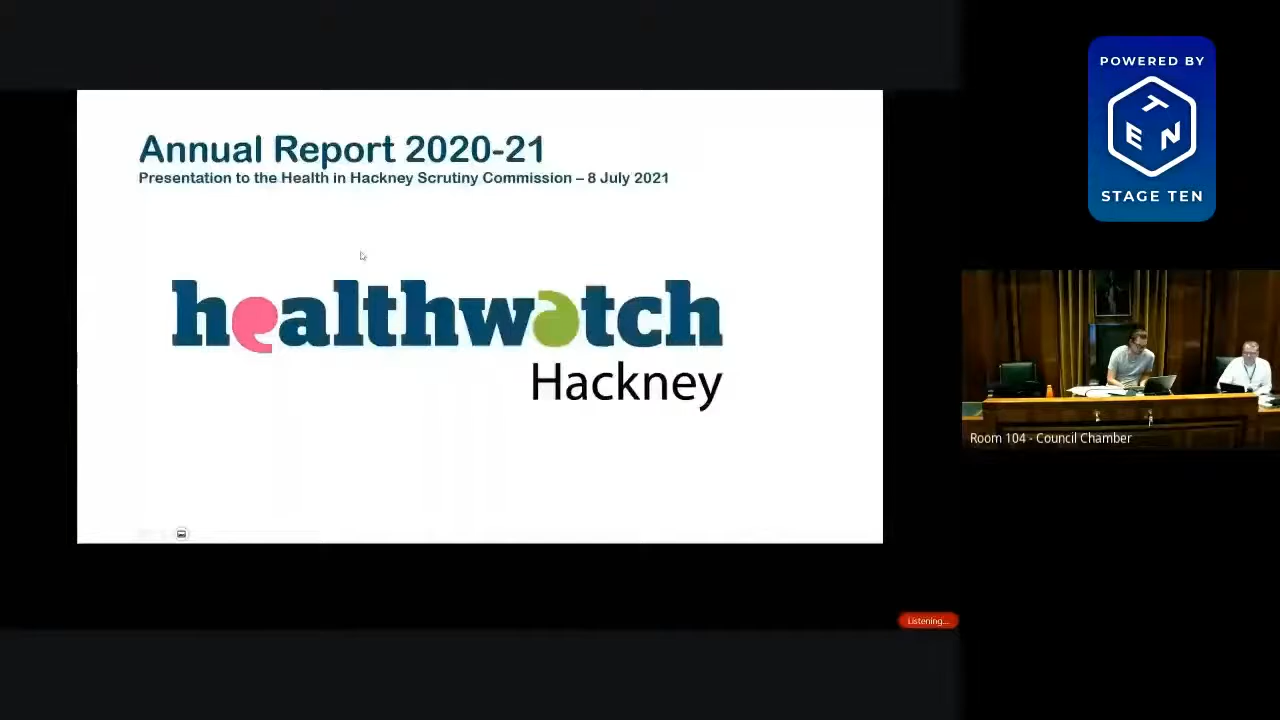 Annual Report 2020-21
Presentation to the Health in Hackney Scrutiny Commission – 8 July 2021
healthwatch
Hackney
POWERED BY
TEN
STAGE TEN
Room 104 - Council Chamber
Listening...